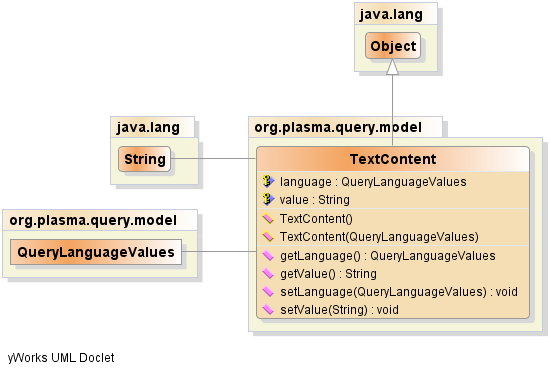 java.lang
Object
java.lang
String
org.plasma.query.model
TextContent
language : QueryLanguageValues
value : String
TextContent()
TextContent(QueryLanguageValues)
getLanguage() : QueryLanguageValues
getValue() : String
setLanguage(QueryLanguageValues) : void
setValue(String) : void
org.plasma.query.model
QueryLanguageValues
yWorks UML Doclet